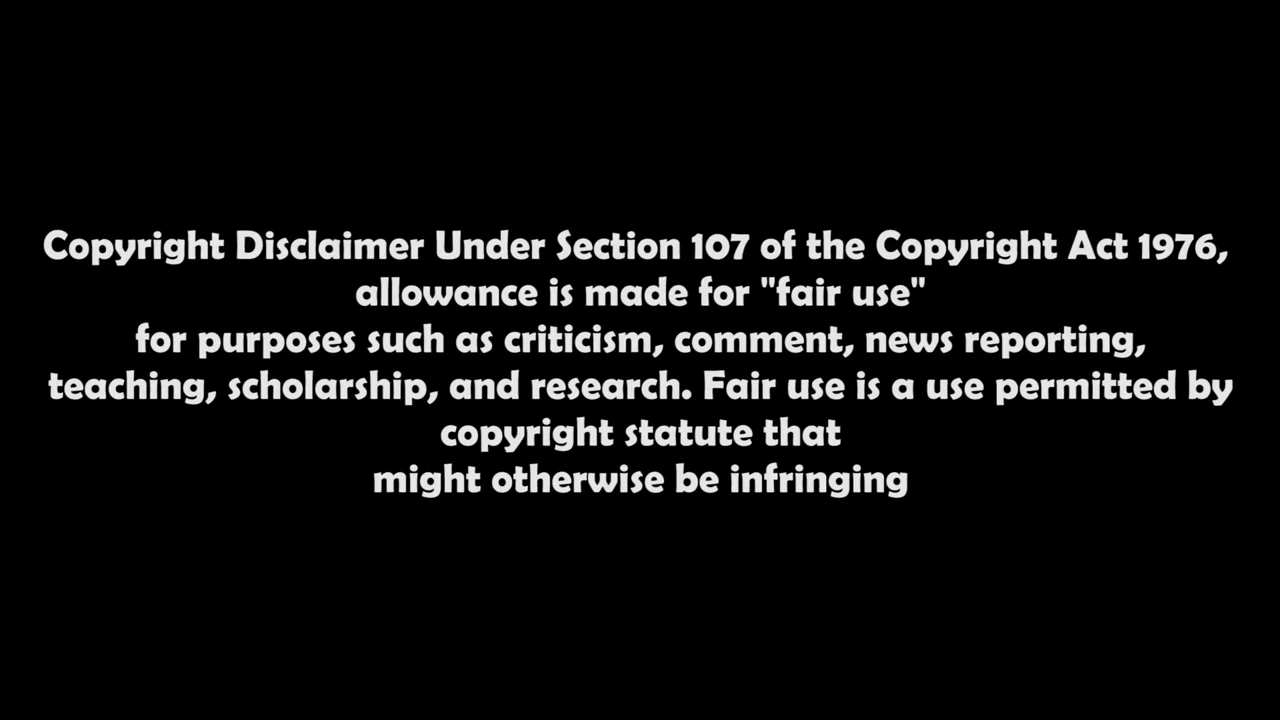 Copyright Disclaimer Under Section 107 of the Copyright Act 1976,
allowance is made for "fair use"
for purposes such as criticism, comment, news reporting,
teaching, scholarship, and research. Fair use is a use permitted by
copyright statute that
might otherwise be infringing